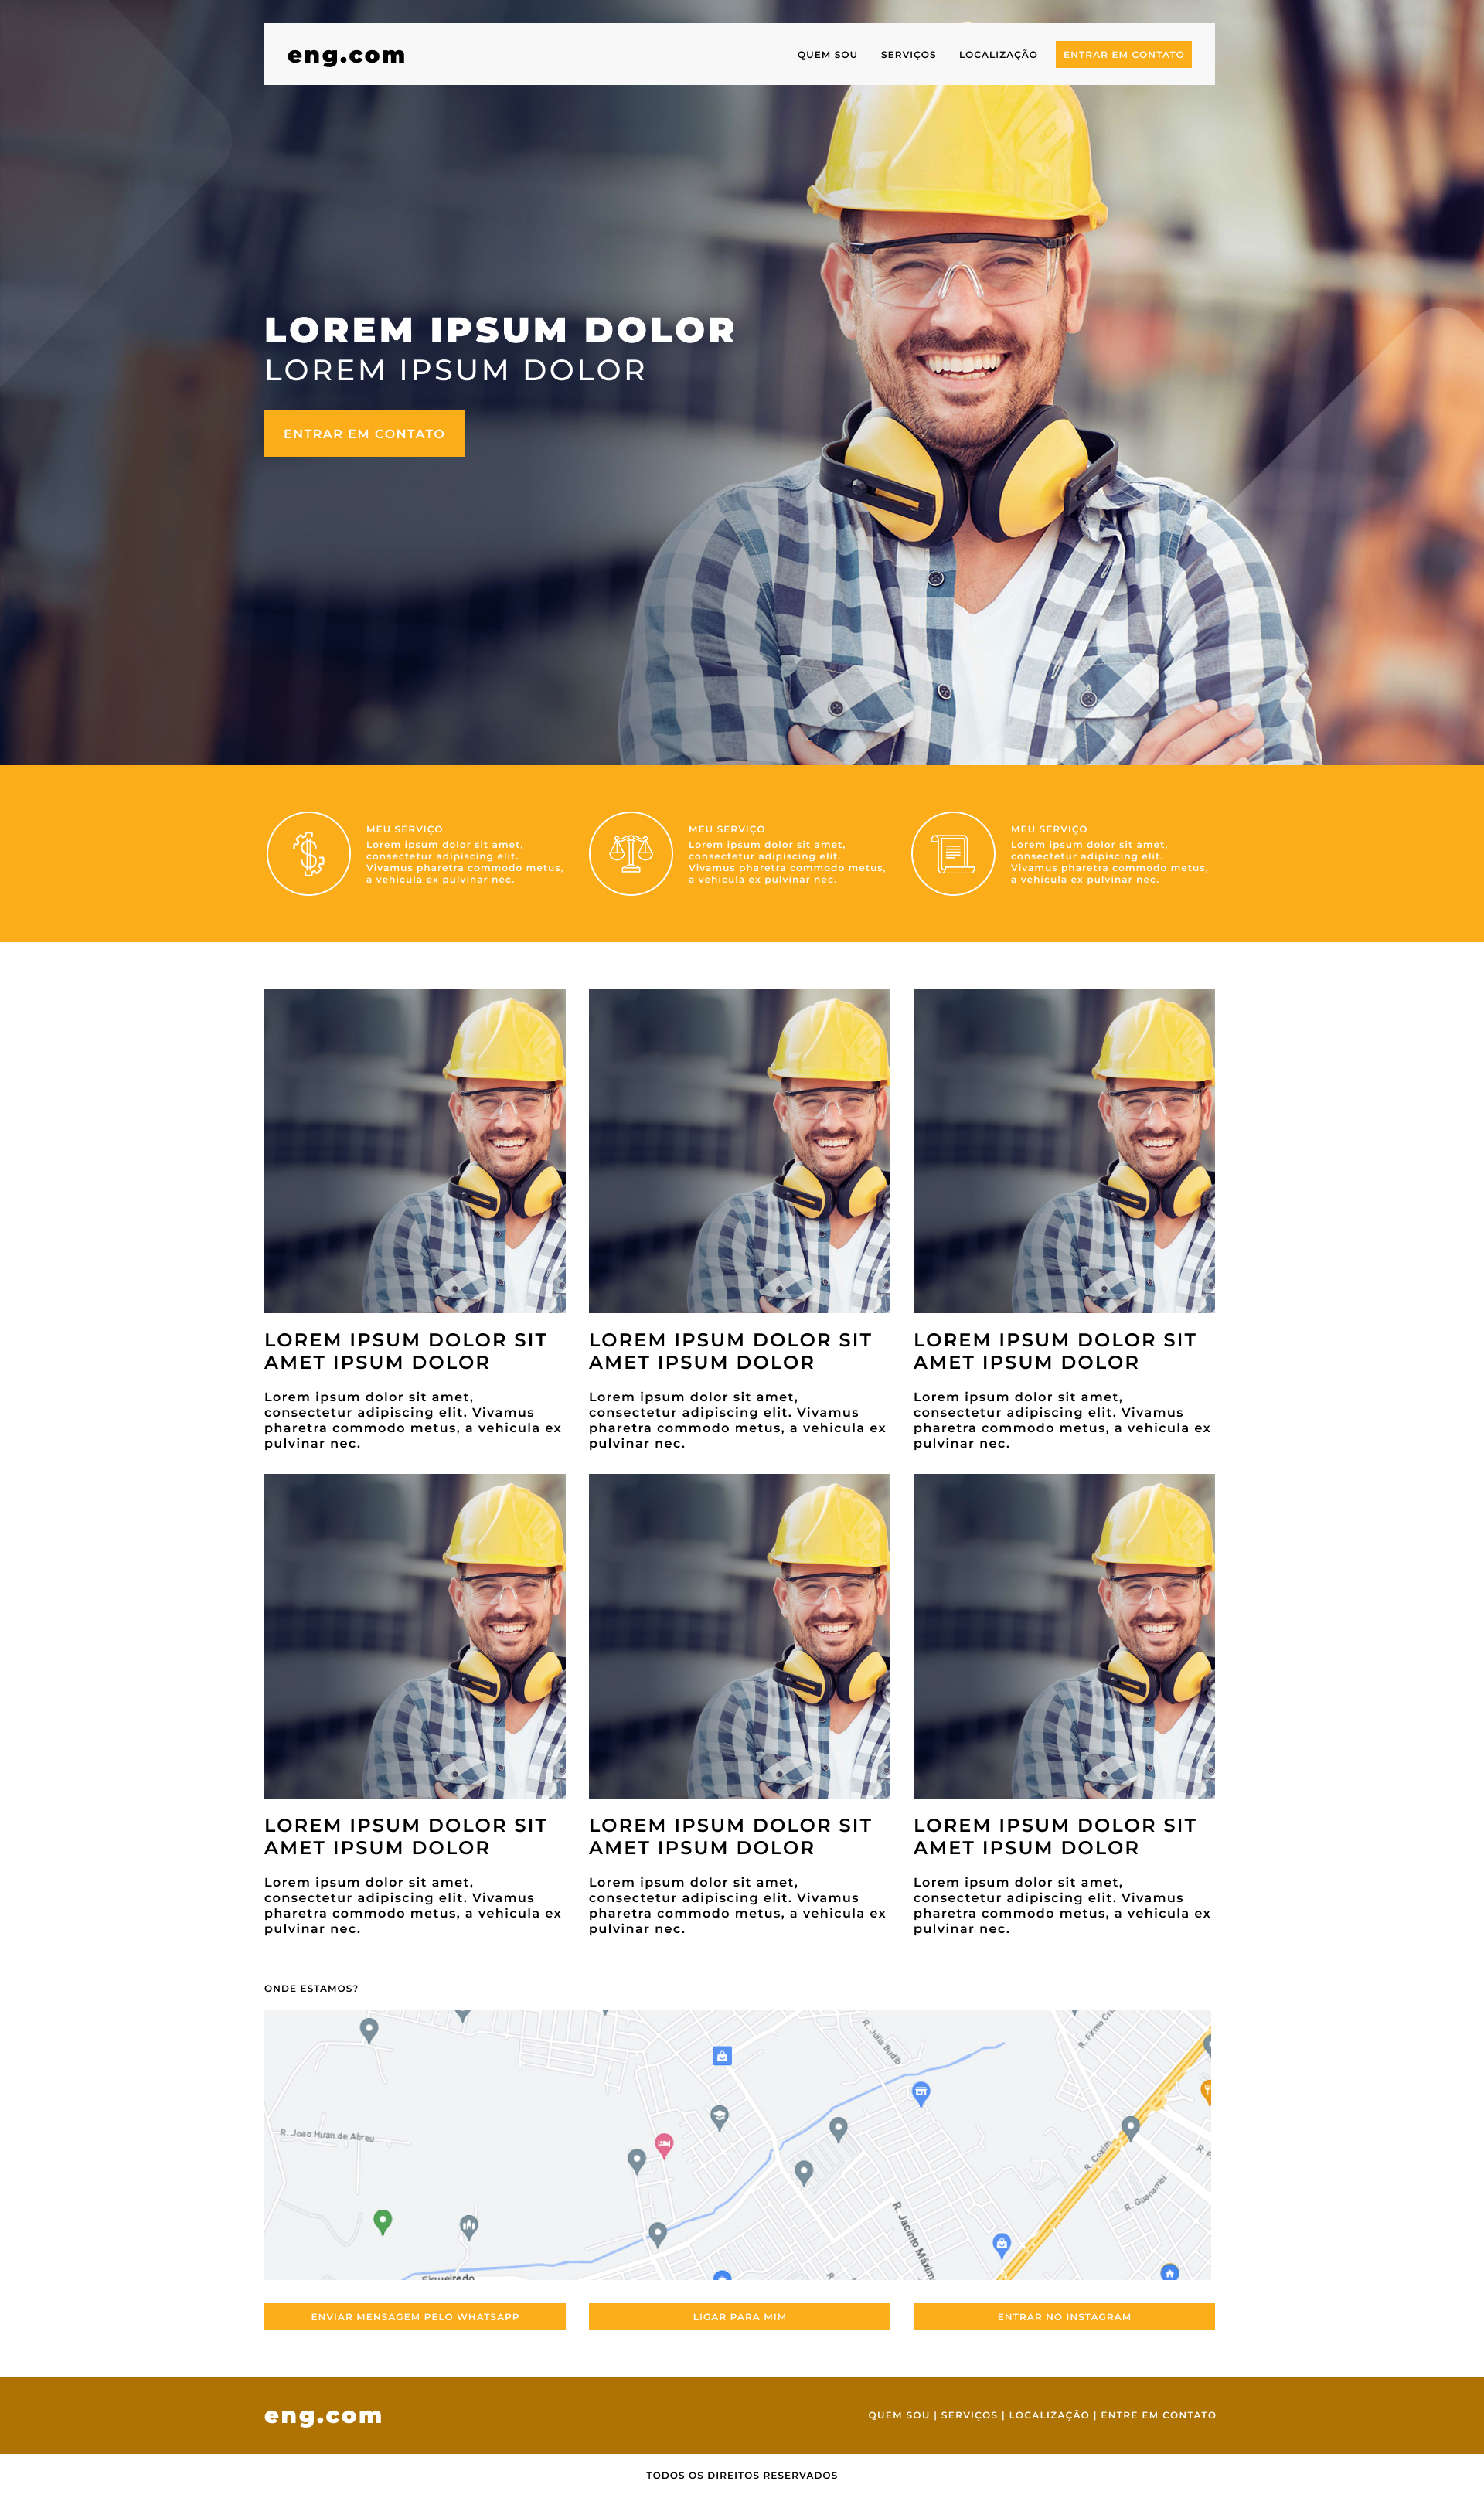 eng.com
QUEM SOU SERVIÇOS LOCALIZAÇÃO ENTRAR EM CONTATO
LOREM IPSUM DOLOR
LOREM IPSUM DOLOR
ENTRAR EM CONTATO
MEU SERVIÇO
Lorem ipsum dolor sit amet,
consectetur adipiscing elit.
Vivamus pharetra commodo metus,
a vehicula ex pulvinar nec.
MEU SERVIÇO
Lorem ipsum dolor sit amet,
consectetur adipiscing elit.
Vivamus pharetra commodo metus,
a vehicula ex pulvinar nec.
MEU SERVIÇO
Lorem ipsum dolor sit amet,
consectetur adipiscing elit.
Vivamus pharetra commodo metus,
a vehicula ex pulvinar nec.
LOREM IPSUM DOLOR SIT
AMET IPSUM DOLOR
Lorem ipsum dolor sit amet,
consectetur adipiscing elit. Vivamus
pharetra commodo metus, a vehicula ex
pulvinar nec.
LOREM IPSUM DOLOR SIT
AMET IPSUM DOLOR
Lorem ipsum dolor sit amet,
consectetur adipiscing elit. Vivamus
pharetra commodo metus, a vehicula ex
pulvinar nec.
LOREM IPSUM DOLOR SIT
AMET IPSUM DOLOR
Lorem ipsum dolor sit amet,
consectetur adipiscing elit. Vivamus
pharetra commodo metus, a vehicula ex
pulvinar nec.
LOREM IPSUM DOLOR SIT
AMET IPSUM DOLOR
Lorem ipsum dolor sit amet,
consectetur adipiscing elit. Vivamus
pharetra commodo metus, a vehicula ex
pulvinar nec.
LOREM IPSUM DOLOR SIT
AMET IPSUM DOLOR
Lorem ipsum dolor sit amet,
consectetur adipiscing elit. Vivamus
pharetra commodo metus, a vehicula ex
pulvinar nec.
LOREM IPSUM DOLOR SIT
AMET IPSUM DOLOR
Lorem ipsum dolor sit amet,
consectetur adipiscing elit. Vivamus
pharetra commodo metus, a vehicula ex
pulvinar nec.
ONDE ESTAMOS?
R. Júlia Budib
R. Firmo
R. Joao Hiran de Abreu
R. Coxim
R. Guanambi
R. Jacinto Máxim
Figueiredo
ENVIAR MENSAGEM PELO WHATSAPP
LIGAR PARA MIM
ENTRAR NO INSTAGRAM
eng.com
QUEM SOU | SERVIÇOS | LOCALIZAÇÃO | ENTRE EM CONTATO
TODOS OS DIREITOS RESERVADOS